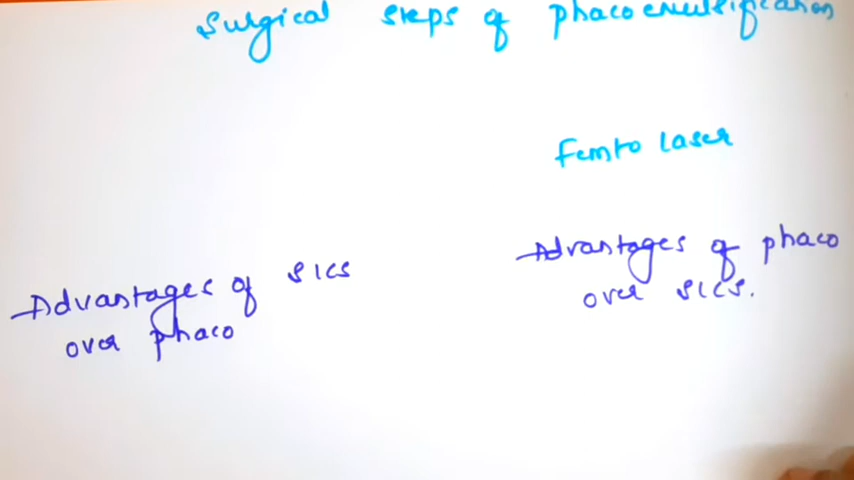 Surgical steps of phacoemulsification
Femto laser
Advantages of SICS
over phaco
Advantages of phaco
over SICS.